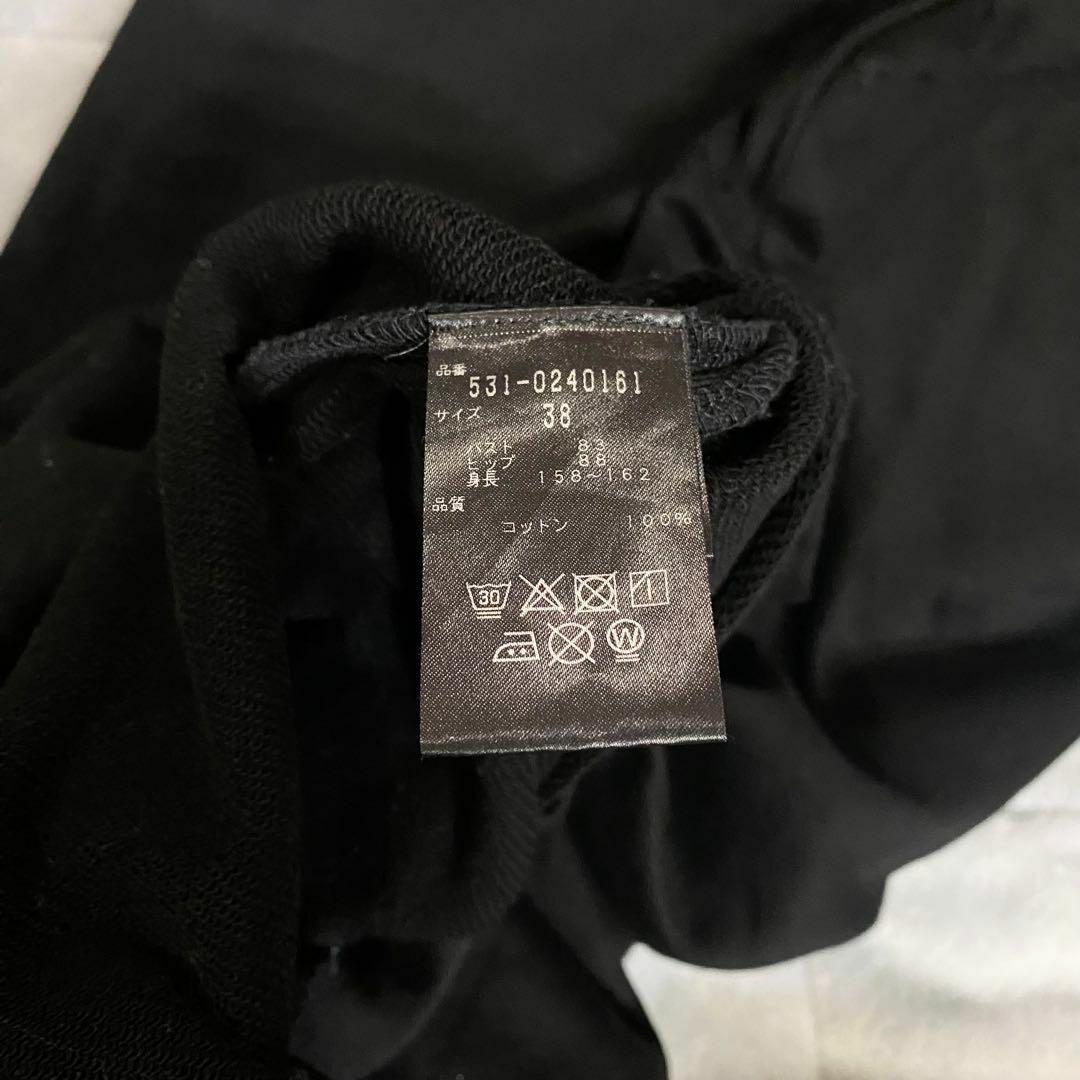 品番
531-0240161
サイズ 38
バスト 83
ヒップ 88
身長 158~162
品質
コットン 100%
30
W